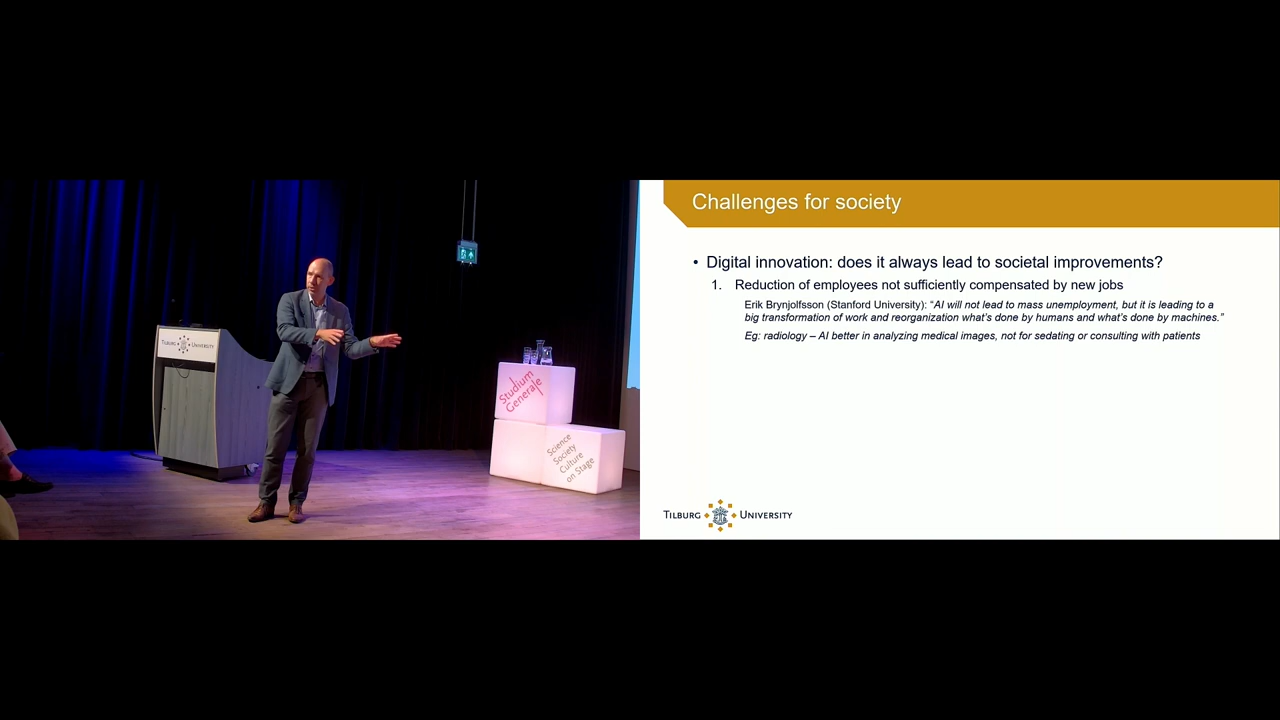 TILBURG UNIVERSITY
Studium
Generale
Science
Society
Culture
on Stage
Challenges for society
• Digital innovation: does it always lead to societal improvements?
1. Reduction of employees not sufficiently compensated by new jobs
Erik Brynjolfsson (Stanford University): “AI will not lead to mass unemployment, but it is leading to a
big transformation of work and reorganization what’s done by humans and what’s done by machines.”
Eg: radiology – AI better in analyzing medical images, not for sedating or consulting with patients
TILBURG UNIVERSITY